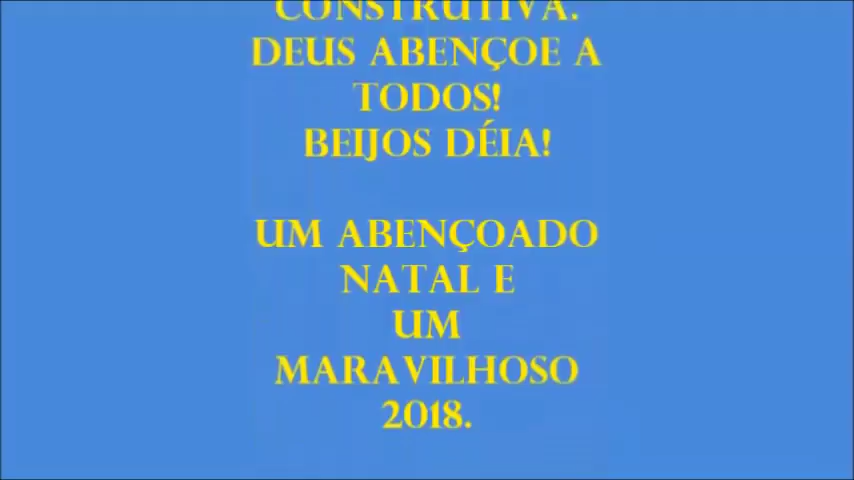 CONSTRUTIVA.
DEUS ABENÇOE A
TODOS!
BEIJOS DÉIA!
UM ABENÇOADO
NATAL E
UM
MARAVILHOSO
2018.